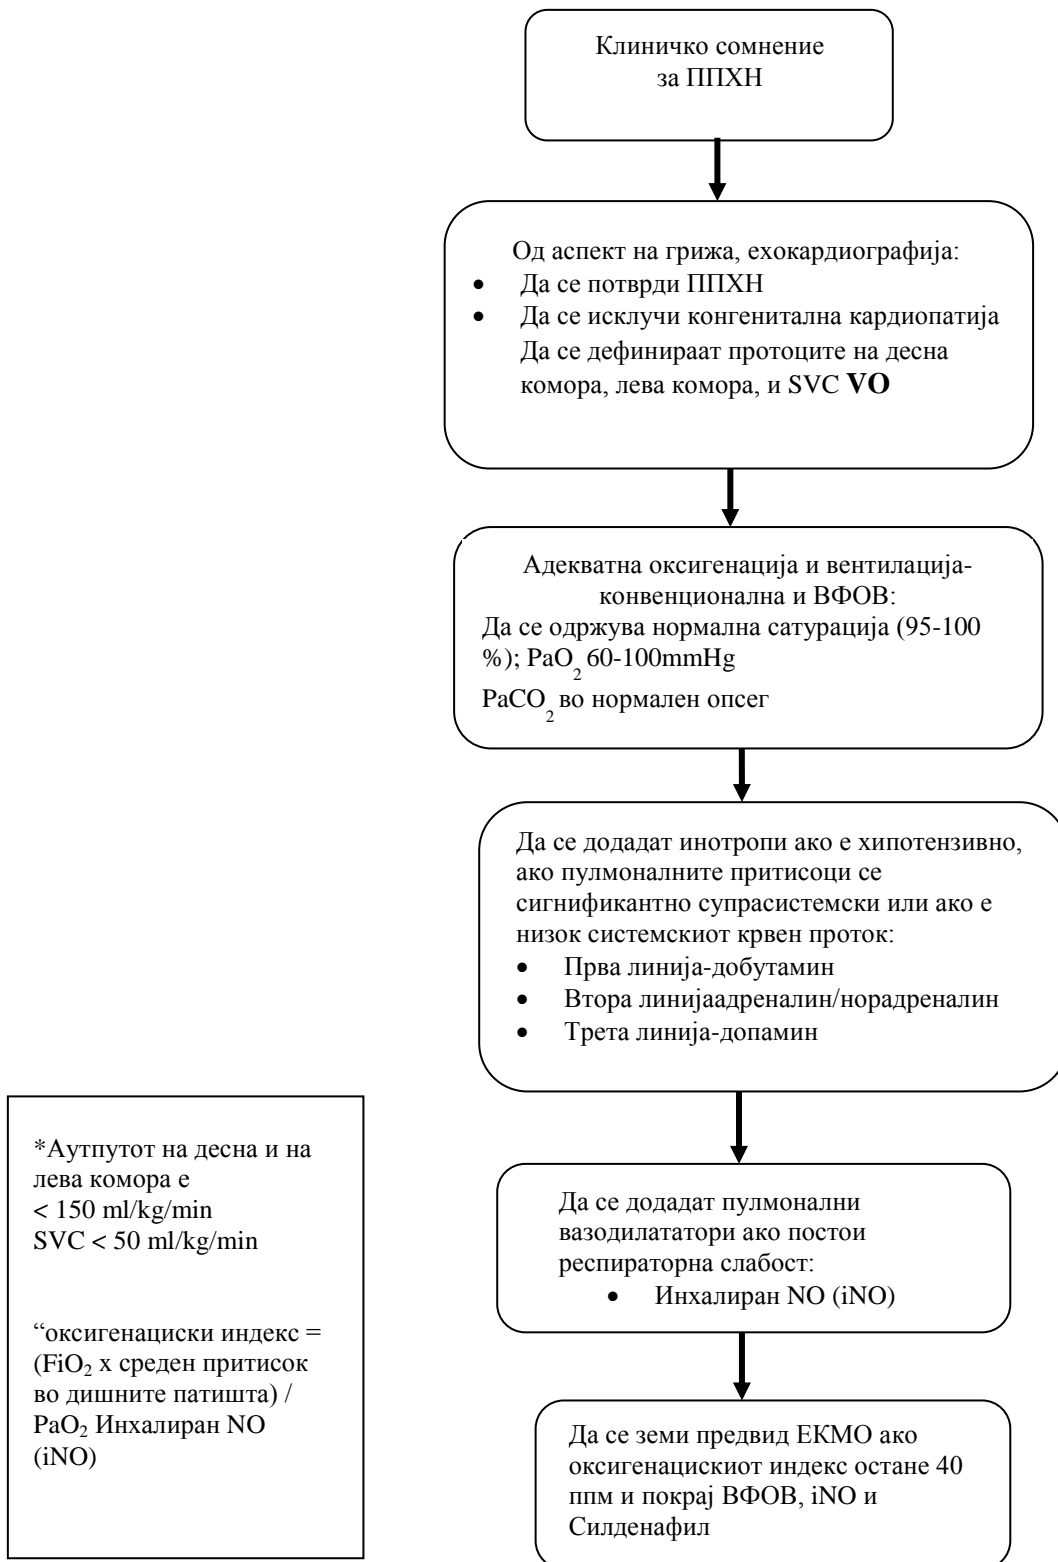 Клиничко сомнение
за ППХН
Од аспект на грижа, ехокардиографија:
• Да се потврди ППХН
• Да се исклучи конгенитална кардиопатија
Да се дефинираат протоците на десна
комора, лева комора, и SVC VO
Адекватна оксигенација и вентилација-
конвенционална и ВФОВ:
Да се одржува нормална сатурација (95-100
%); PaO2 60-100mmHg
PaCO2 во нормален опсег
Да се додадат инотропи ако е хипотензивно,
ако пулмоналните притисоци се
сигнификантно супрасистемски или ако е
низок системскиот крвен проток:
• Прва линија-добутамин
• Втора линијаадреналин/норадреналин
• Трета линија-допамин
*Аутпутот на десна и на
лева комора е
< 150 ml/kg/min
SVC < 50 ml/kg/min
“оксигенациски индекс =
(FiO2 x среден притисок
во дишните патишта) /
PaO2 Инхалиран NO
(iNO)
Да се додадат пулмонални
вазодилататори ако постои
респираторна слабост:
• Инхалиран NO (iNO)
Да се земи предвид ЕКМО ако
оксигенацискиот индекс остане 40
ппм и покрај ВФОВ, iNO и
Силденафил